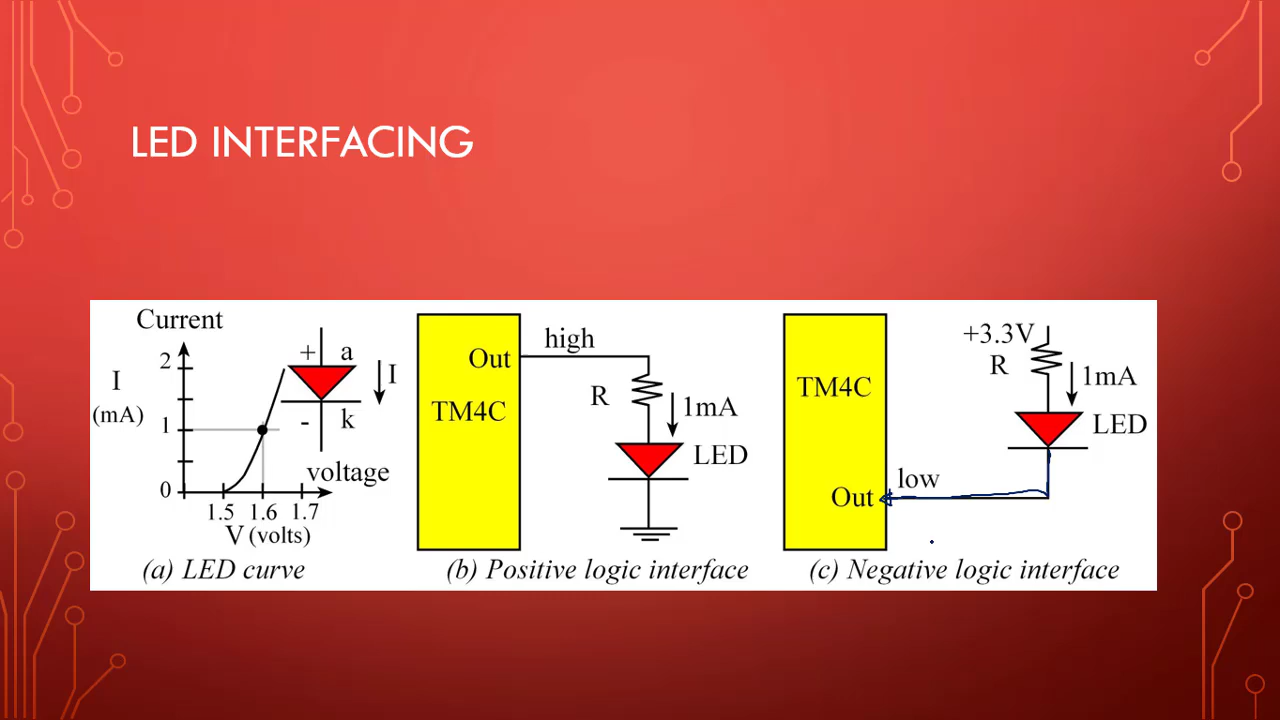 LED INTERFACING
Current
I
(mA)
2
1
0
1.5 1.6 1.7
V (volts)
voltage
+ a
I
- k
(a) LED curve
Out
TM4C
high
R
1mA
LED
(b) Positive logic interface
TM4C
Out
low
+3.3V
R
1mA
LED
(c) Negative logic interface